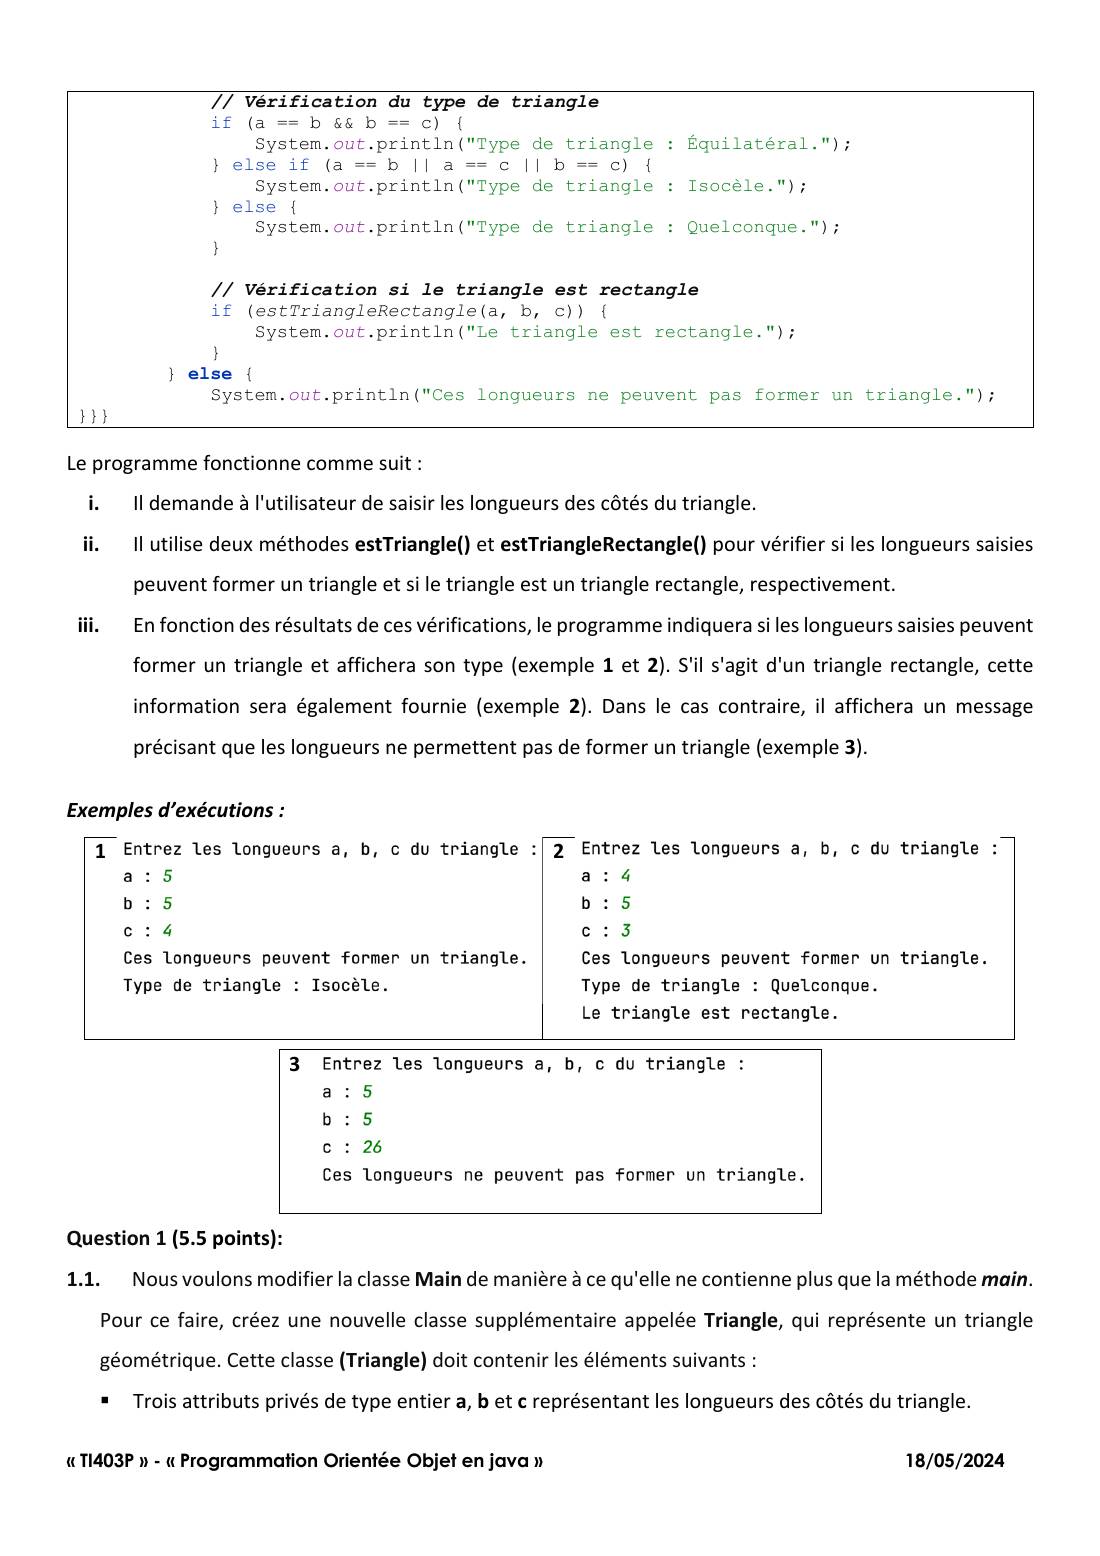 // Vérification du type de triangle
if (a == b && b == c) {
System.out.println("Type de triangle : Équilatéral.");
} else if (a == b || a == c || b == c) {
System.out.println("Type de triangle : Isocèle.");
} else {
System.out.println("Type de triangle : Quelconque.");
}
// Vérification si le triangle est rectangle
if (estTriangleRectangle(a, b, c)) {
System.out.println("Le triangle est rectangle.");
}
} else {
System.out.println("Ces longueurs ne peuvent pas former un triangle.");
}}}
Le programme fonctionne comme suit :
i. Il demande à l'utilisateur de saisir les longueurs des côtés du triangle.
ii. Il utilise deux méthodes estTriangle() et estTriangleRectangle() pour vérifier si les longueurs saisies
peuvent former un triangle et si le triangle est un triangle rectangle, respectivement.
iii. En fonction des résultats de ces vérifications, le programme indiquera si les longueurs saisies peuvent
former un triangle et affichera son type (exemple 1 et 2). S'il s'agit d'un triangle rectangle, cette
information sera également fournie (exemple 2). Dans le cas contraire, il affichera un message
précisant que les longueurs ne permettent pas de former un triangle (exemple 3).
Exemples d’exécutions :
1 Entrez les longueurs a, b, c du triangle :
a : 5
b : 5
c : 4
Ces longueurs peuvent former un triangle.
Type de triangle : Isocèle.
2 Entrez les longueurs a, b, c du triangle :
a : 4
b : 5
c : 3
Ces longueurs peuvent former un triangle.
Type de triangle : Quelconque.
Le triangle est rectangle.
3 Entrez les longueurs a, b, c du triangle :
a : 5
b : 5
c : 26
Ces longueurs ne peuvent pas former un triangle.
Question 1 (5.5 points):
1.1. Nous voulons modifier la classe Main de manière à ce qu'elle ne contienne plus que la méthode main.
Pour ce faire, créez une nouvelle classe supplémentaire appelée Triangle, qui représente un triangle
géométrique. Cette classe (Triangle) doit contenir les éléments suivants :
▪ Trois attributs privés de type entier a, b et c représentant les longueurs des côtés du triangle.
« TI403P » - « Programmation Orientée Objet en java » 18/05/2024